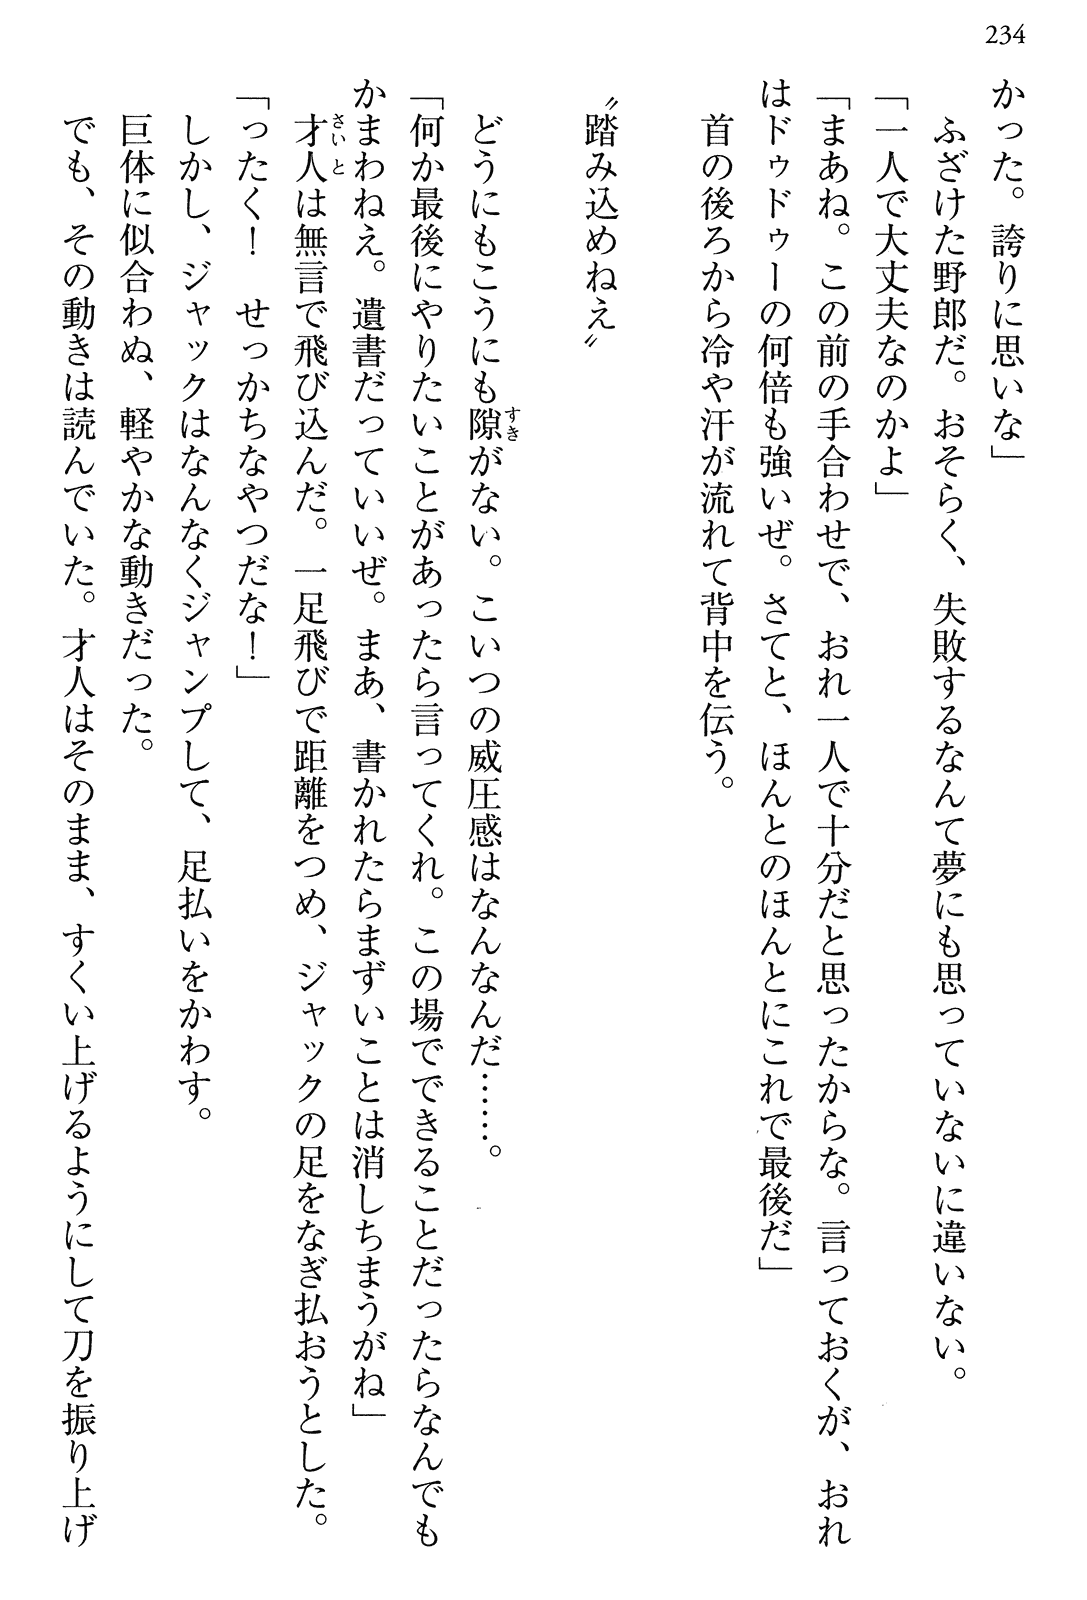 234
かった。誇りに思いな」
ふざけた野郎だ。おそらく、失敗するなんて夢にも思っていないに違いない。
「一人で大丈夫なのかよ」
「まあね。この前の手合わせで、おれ一人で十分だと思ったからな。言っておくが、おれ
はドゥドゥーの何倍も強いぜ。さてと、ほんとのほんとにこれで最後だ」
首の後ろから冷や汗が流れて背中を伝う。
〝踏み込めねえ〟
どうにもこうにも隙がない。こいつの威圧感はなんなんだ……。
「何か最後にやりたいことがあったら言ってくれ。この場でできることだったらなんでも
かまわねえ。遺書だっていいぜ。まあ、書かれたらまずいことは消しちまうがね」
才人は無言で飛び込んだ。一足飛びで距離をつめ、ジャックの足をなぎ払おうとした。
「ったく！　せっかちなやつだな！」
しかし、ジャックはなんなくジャンプして、足払いをかわす。
巨体に似合わぬ、軽やかな動きだった。
でも、その動きは読んでいた。才人はそのまま、すくい上げるようにして刀を振り上げ